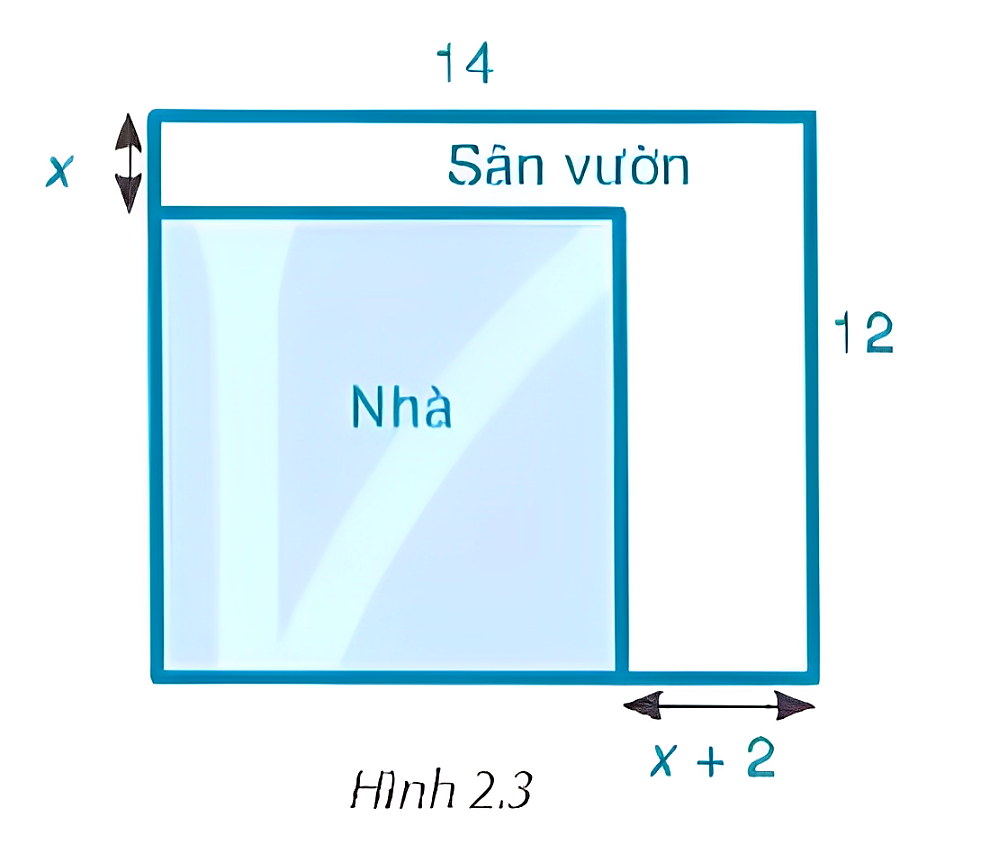 14
x
Sân vườn
12
Nhà
x + 2
Hình 2.3